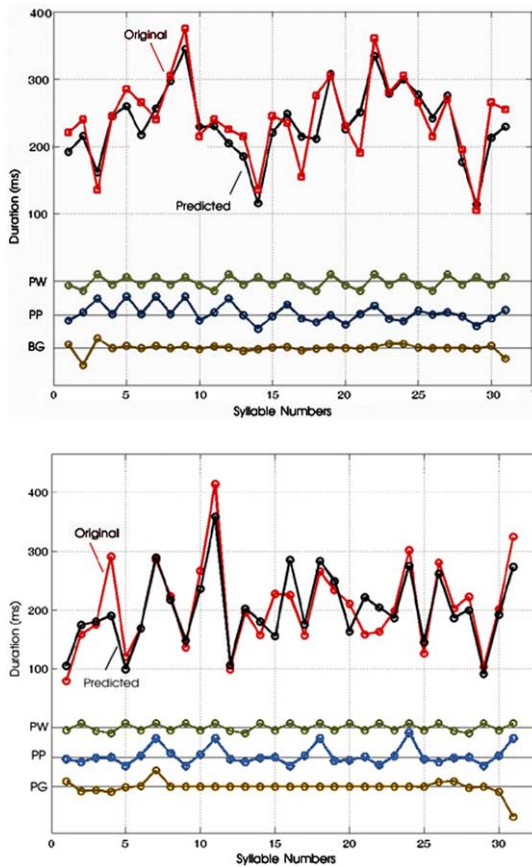 400
Original
300
200
Duration (ms)
Predicted
100
PW
PP
BG
0 5 10 15 20 25 30
Syllable Numbers
400
Original
300
Duration (ms)
200
100
Predicted
PW
PP
PG
0 5 10 15 20 25 30
Syllable Numbers